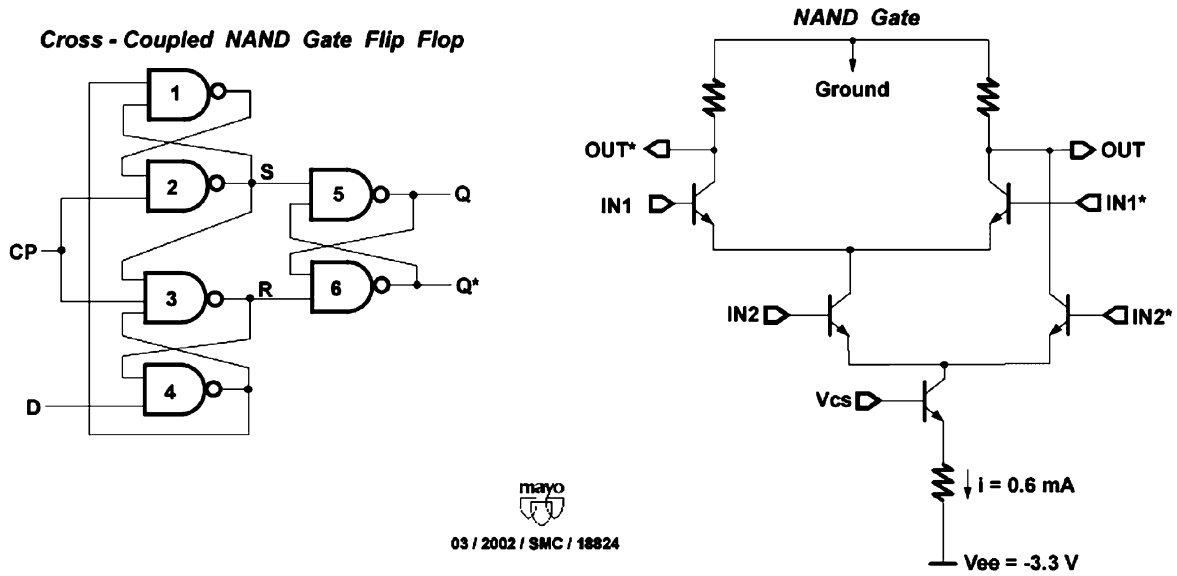 Cross - Coupled NAND Gate Flip Flop
1
2
S
5
Q
CP
3
R
6
Q*
4
D
NAND Gate
Ground
OUT*
OUT
IN1
IN1*
IN2
IN2*
Vcs
i = 0.6 mA
Vee = -3.3 V
mayo
03 / 2002 / SMC / 18824